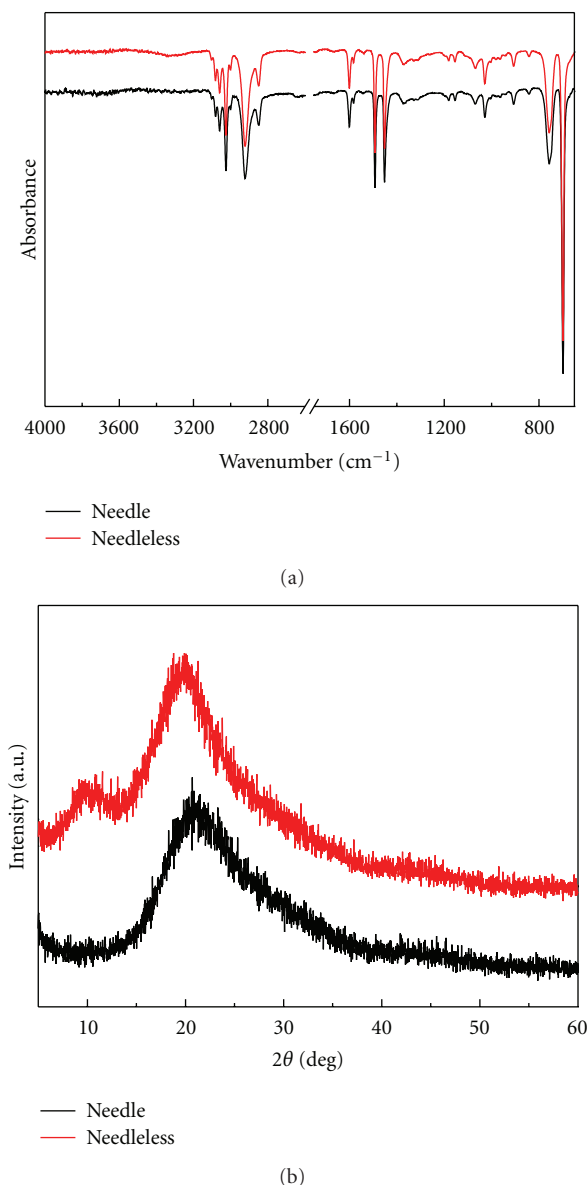 Absorbance
4000 3600 3200 2800 1600 1200 800
Wavenumber (cm⁻¹)
Needle
Needleless
(a)
Intensity (a.u.)
10 20 30 40 50 60
2θ (deg)
Needle
Needleless
(b)